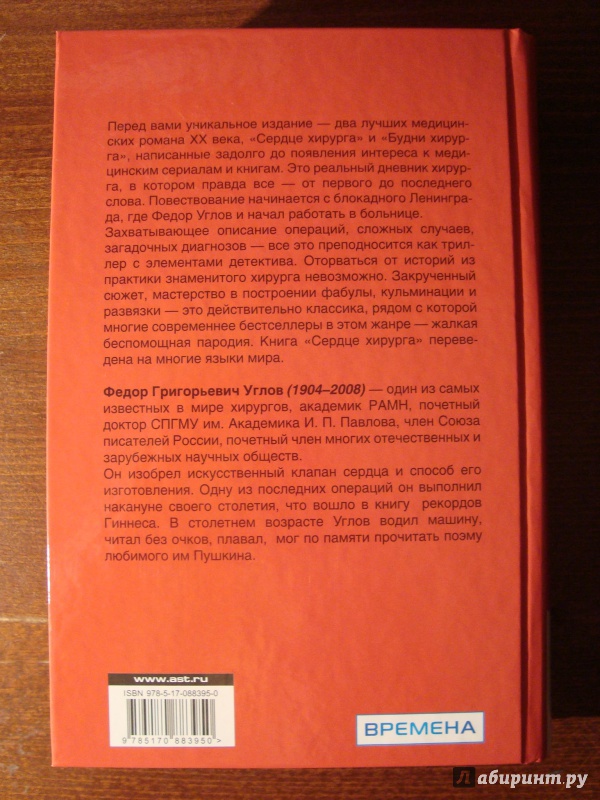 Перед вами уникальное издание — два лучших медицин-
ских романа XX века, «Сердце хирурга» и «Будни хирур-
га», написанные задолго до появления интереса к меди-
цинским сериалам и книгам. Это реальный дневник хирур-
га, в котором правда все — от первого до последнего
слова. Повествование начинается с блокадного Ленингра-
да, где Федор Углов и начал работать в больнице.
Захватывающее описание операций, сложных случаев,
загадочных диагнозов — все это преподносится как трил-
лер с элементами детектива. Оторваться от историй из
практики знаменитого хирурга невозможно. Закрученный
сюжет, мастерство в построении фабулы, кульминации и
развязки — это действительно классика, рядом с которой
многие современнее бестселлеры в этом жанре — жалкая
беспомощная пародия. Книга «Сердце хирурга» переве-
дена на многие языки мира.
Федор Григорьевич Углов (1904–2008) — один из самых
известных в мире хирургов, академик РАМН, почетный
доктор СПГМУ им. Академика И. П. Павлова, член Союза
писателей России, почетный член многих отечественных и
зарубежных научных обществ.
Он изобрел искусственный клапан сердца и способ его
изготовления. Одну из последних операций он выполнил
накануне своего столетия, что вошло в книгу рекордов
Гиннеса. В столетнем возрасте Углов водил машину,
читал без очков, плавал, мог по памяти прочитать поэму
любимого им Пушкина.
www.ast.ru
ISBN 978-5-17-088395-0
9 785170 883950 >
ВРЕМЕНА
абиринт.ру